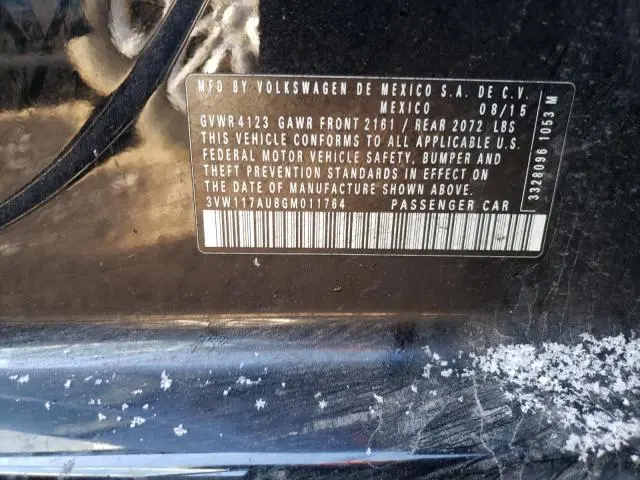 MFD BY VOLKSWAGEN DE MEXICO S.A. DE C.V.
MEXICO 08/15
GVWR 4123 GAWR FRONT 2161 / REAR 2072 LBS
THIS VEHICLE CONFORMS TO ALL APPLICABLE U.S.
FEDERAL MOTOR VEHICLE SAFETY, BUMPER AND
THEFT PREVENTION STANDARDS IN EFFECT ON
THE DATE OF MANUFACTURE SHOWN ABOVE.
3VW117AU8GM011764 PASSENGER CAR
3328096 1053 M